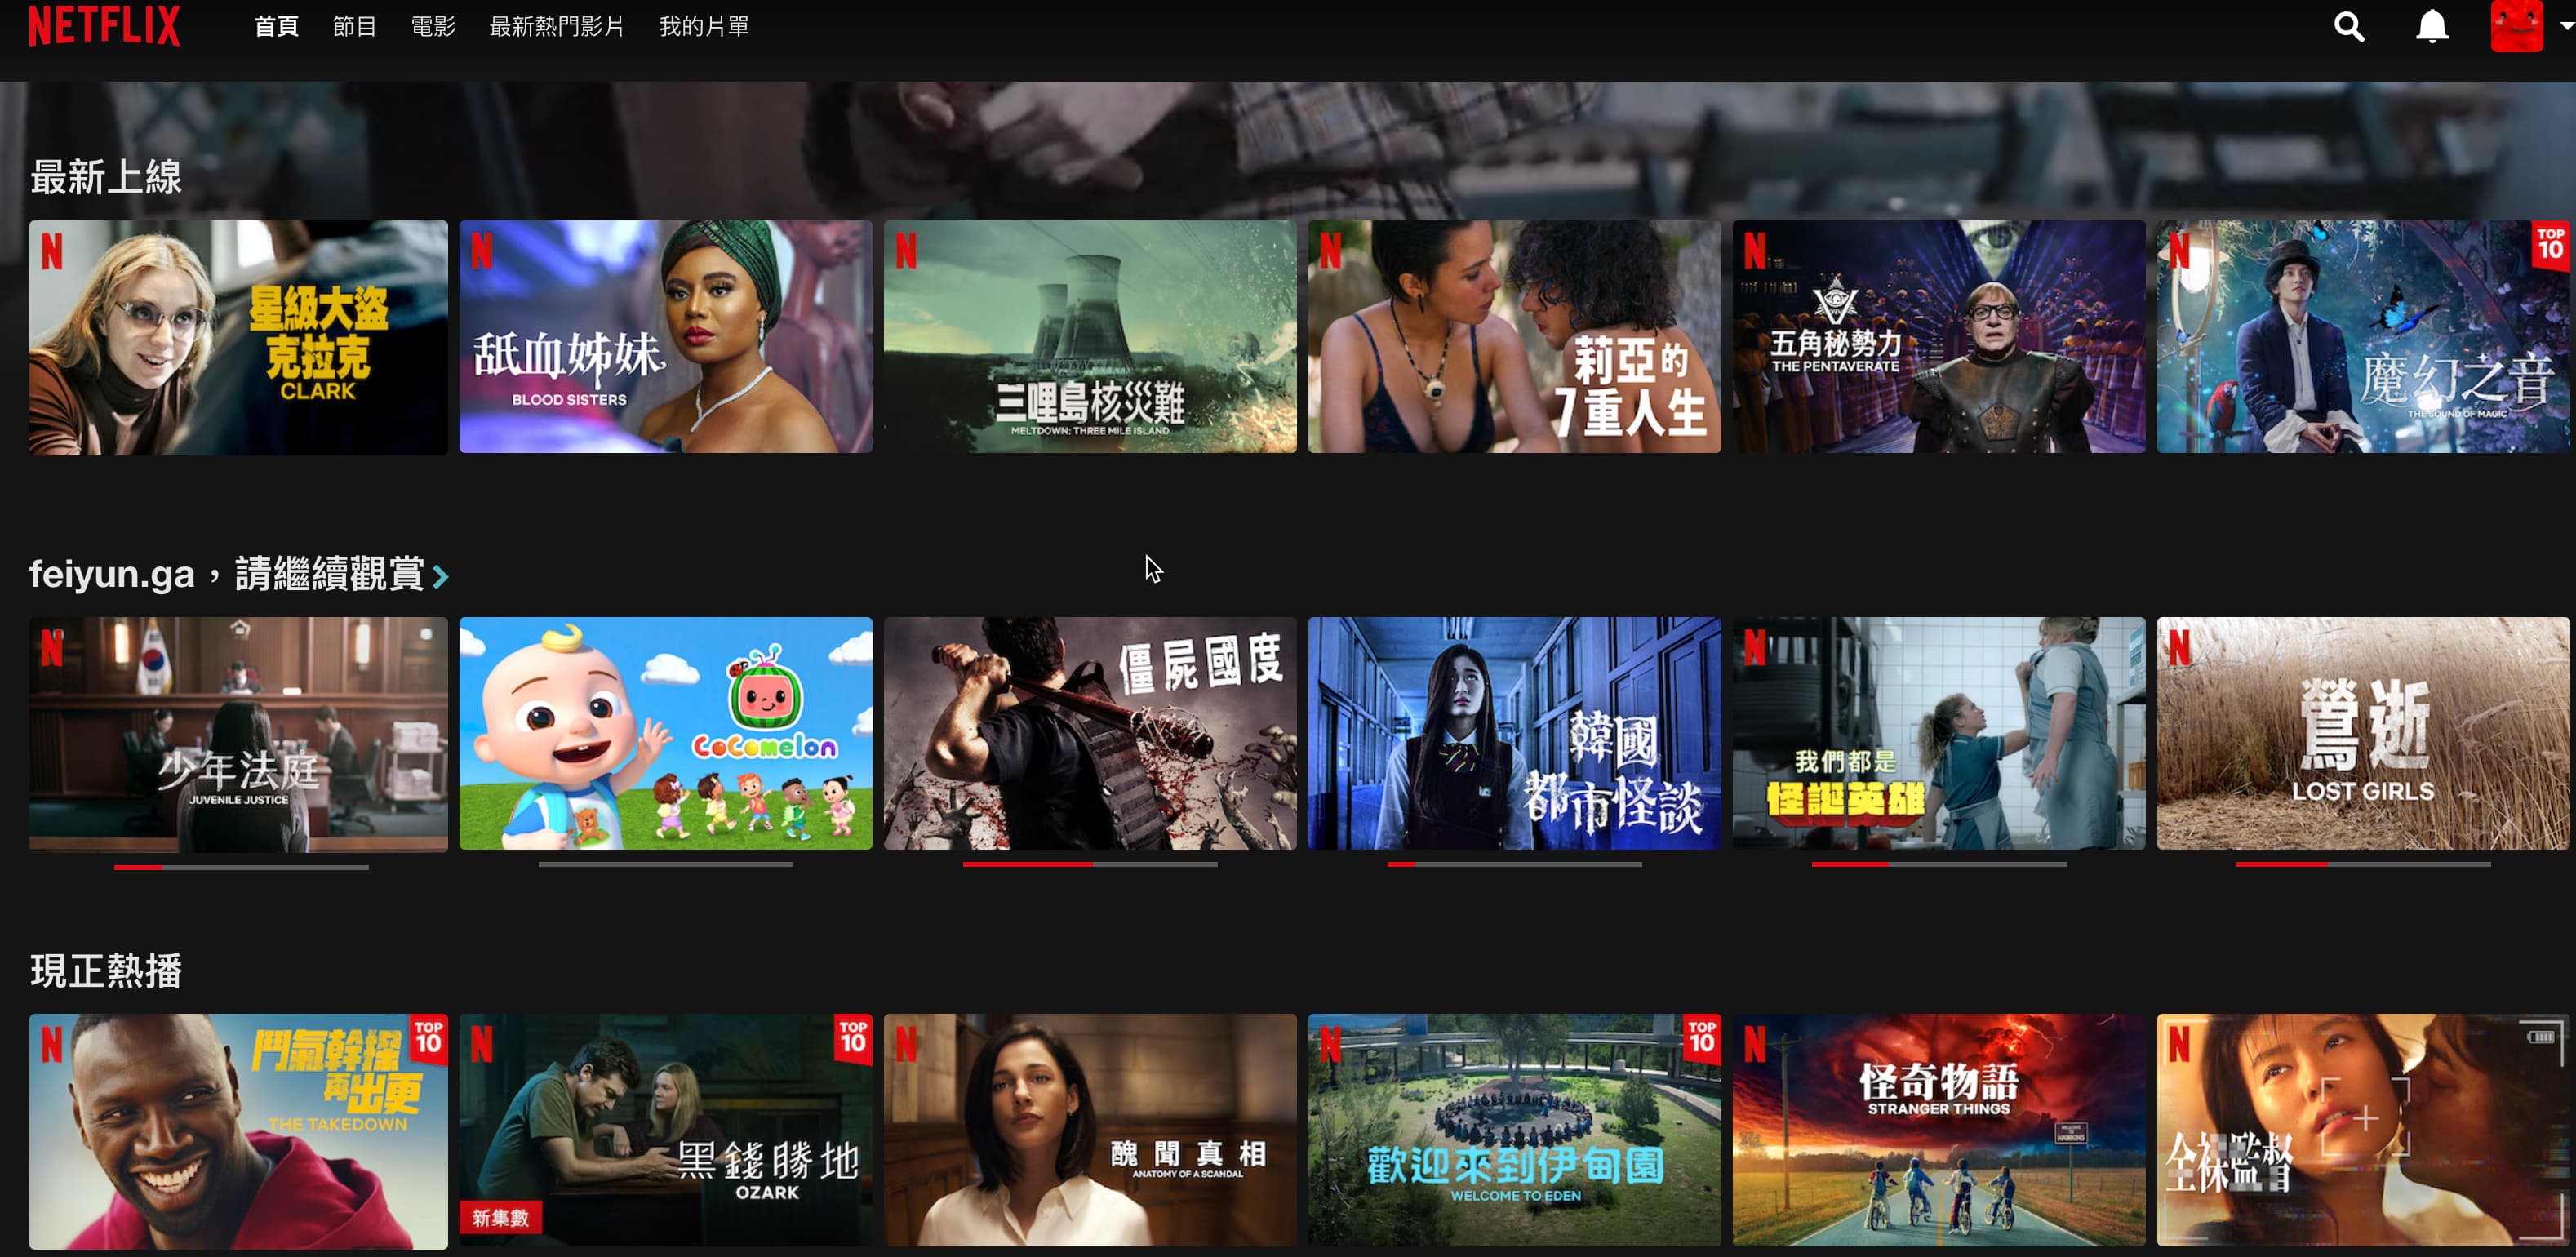 NETFLIX
首頁 節目 電影 最新熱門影片 我的片單
最新上線
N
星級大盜
克拉克
CLARK
N
舐血姊妹
BLOOD SISTERS
N
三哩島核災難
MELTDOWN: THREE MILE ISLAND
N
莉亞的
7重人生
N
五角秘勢力
THE PENTAVERATE
N
TOP
10
魔幻之音
THE SOUND OF MAGIC
feiyun.ga，請繼續觀賞
N
少年法庭
JUVENILE JUSTICE
CoComelon
僵屍國度
韓國
都市怪談
N
我們都是
怪誕英雄
N
鶯逝
LOST GIRLS
現正熱播
N
TOP
10
鬥氣幹探
再出更
THE TAKEDOWN
N
TOP
10
黑錢勝地
OZARK
新集數
N
醜聞真相
ANATOMY OF A SCANDAL
N
TOP
10
歡迎來到伊甸園
WELCOME TO EDEN
N
怪奇物語
STRANGER THINGS
WELCOME TO
HAWKINS
N
全裸監督